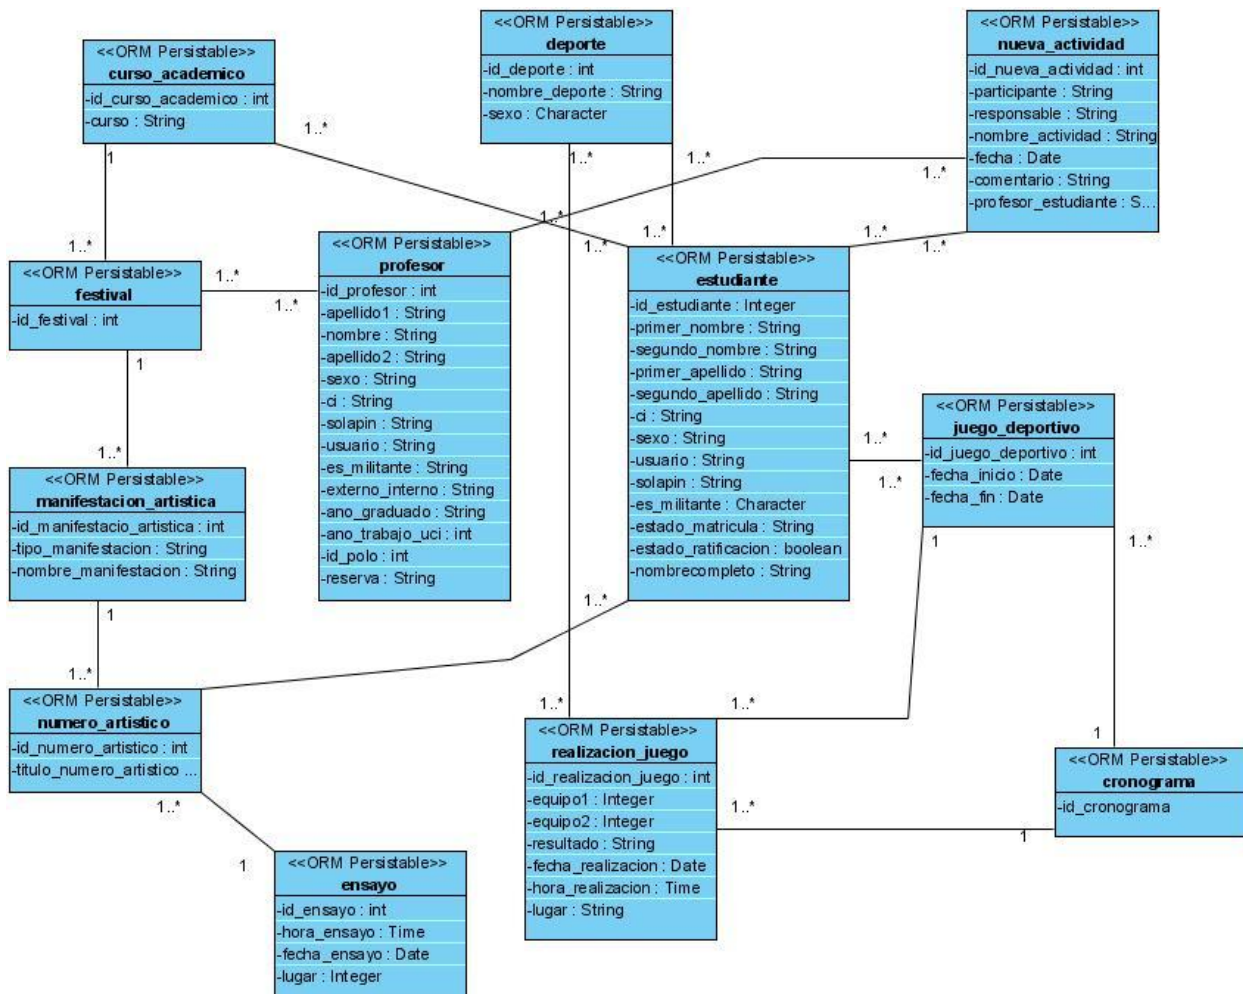 <<ORM Persistable>>
curso_academico
-id_curso_academico : int
-curso : String
<<ORM Persistable>>
deporte
-id_deporte : int
-nombre_deporte : String
-sexo : Character
<<ORM Persistable>>
nueva_actividad
-id_nueva_actividad : int
-participante : String
-responsable : String
-nombre_actividad : String
-fecha : Date
-comentario : String
-profesor_estudiante : S...
1..*
1
1..*
1..*
1..*
1..*
1..*
1..*
1..*
1..*
1..*
1..*
<<ORM Persistable>>
festival
-id_festival : int
1..*
1..*
1
<<ORM Persistable>>
profesor
-id_profesor : int
-apellido1 : String
-nombre : String
-apellido2 : String
-sexo : String
-ci : String
-solapin : String
-usuario : String
-es_militante : String
-externo_interno : String
-ano_graduado : String
-ano_trabajo_uci : int
-id_polo : int
-reserva : String
<<ORM Persistable>>
estudiante
-id_estudiante : Integer
-primer_nombre : String
-segundo_nombre : String
-primer_apellido : String
-segundo_apellido : String
-ci : String
-sexo : String
-usuario : String
-solapin : String
-es_militante : Character
-estado_matricula : String
-estado_ratificacion : boolean
-nombrecompleto : String
1..*
1..*
<<ORM Persistable>>
juego_deportivo
-id_juego_deportivo : int
-fecha_inicio : Date
-fecha_fin : Date
1
1..*
1..*
<<ORM Persistable>>
manifestacion_artistica
-id_manifestacio_artistica : int
-tipo_manifestacion : String
-nombre_manifestacion : String
1
1..*
1..*
<<ORM Persistable>>
numero_artistico
-id_numero_artistico : int
-titulo_numero_artistico ...
1..*
1
1..*
1..*
<<ORM Persistable>>
realizacion_juego
-id_realizacion_juego : int
-equipo1 : Integer
-equipo2 : Integer
-resultado : String
-fecha_realizacion : Date
-hora_realizacion : Time
-lugar : String
1
1..*
1
<<ORM Persistable>>
cronograma
-id_cronograma
<<ORM Persistable>>
ensayo
-id_ensayo : int
-hora_ensayo : Time
-fecha_ensayo : Date
-lugar : Integer